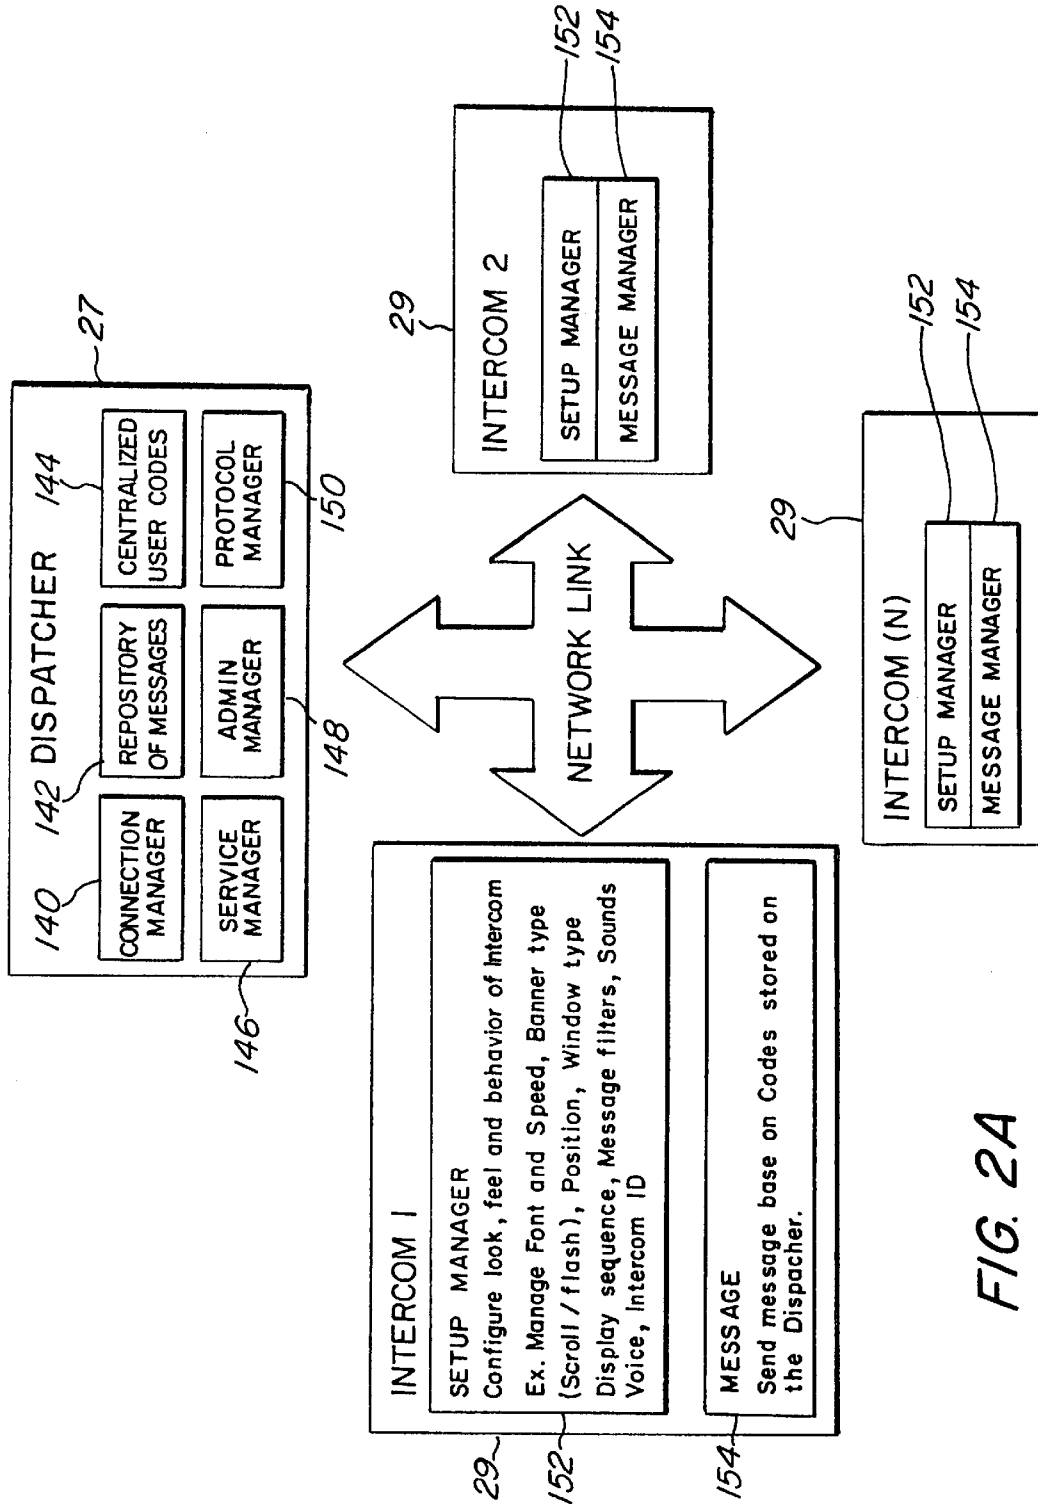 27
140
142
DISPATCHER
144
CONNECTION
MANAGER
REPOSITORY
OF MESSAGES
CENTRALIZED
USER CODES
SERVICE
MANAGER
ADMIN
MANAGER
PROTOCOL
MANAGER
146
148
150
INTERCOM 1
SETUP MANAGER
Configure look, feel and behavior of Intercom
Ex. Manage Font and Speed, Banner type
(Scroll / flash), Position, Window type
Display sequence, Message filters, Sounds
Voice, Intercom ID
MESSAGE
Send message base on Codes stored on
the Dispacher.
29
152
154
NETWORK LINK
29
INTERCOM 2
SETUP MANAGER
MESSAGE MANAGER
152
154
29
INTERCOM (N)
SETUP MANAGER
MESSAGE MANAGER
152
154
FIG. 2A